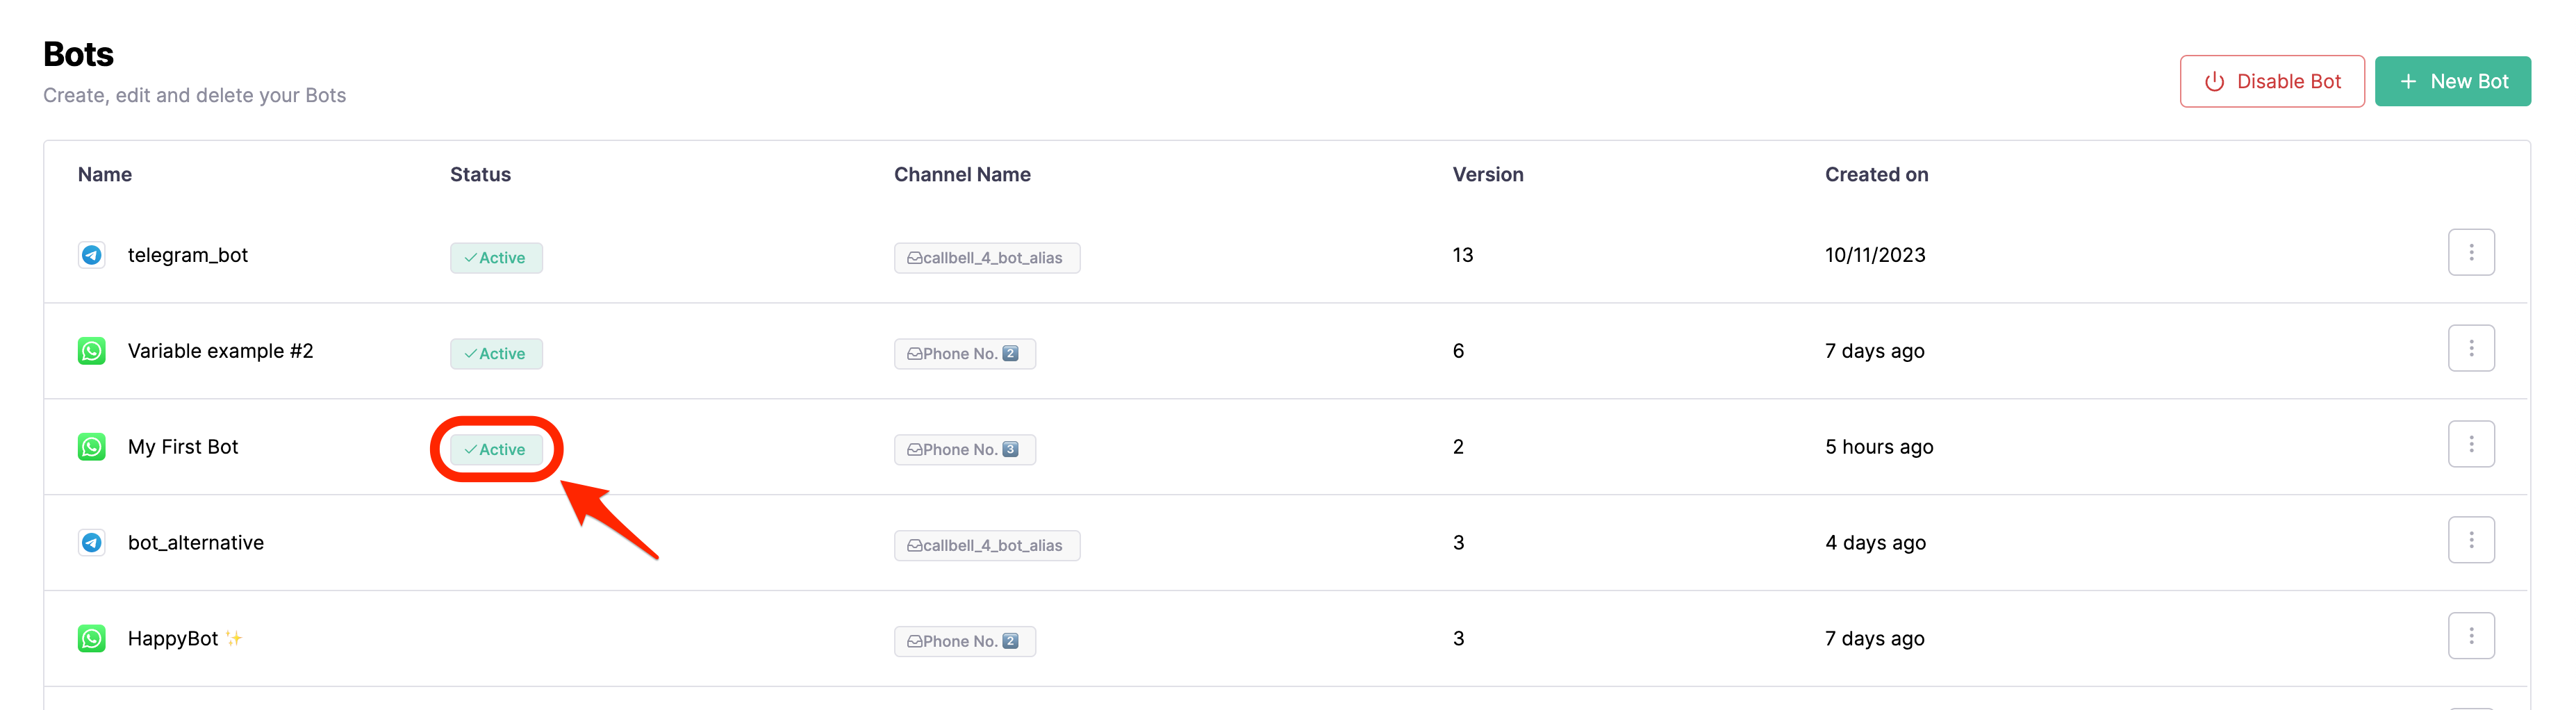 Bots
Create, edit and delete your Bots
Disable Bot
+ New Bot
Name Status Channel Name Version Created on
telegram_bot ✓Active callbell_4_bot_alias 13 10/11/2023
Variable example #2 ✓Active Phone No. 2️⃣ 6 7 days ago
My First Bot ✓Active Phone No. 3️⃣ 2 5 hours ago
bot_alternative callbell_4_bot_alias 3 4 days ago
HappyBot ✨ Phone No. 2️⃣ 3 7 days ago